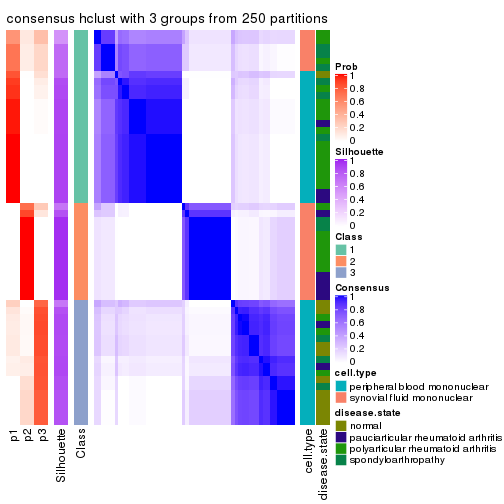 consensus hclust with 3 groups from 250 partitions
Prob
1
0.8
0.6
0.4
0.2
0
Silhouette
1
0.8
0.6
0.4
0.2
0
Class
1
2
3
Consensus
1
0.8
0.6
0.4
0.2
0
cell.type
peripheral blood mononuclear
synovial fluid mononuclear
disease.state
normal
pauciarticular rheumatoid arthritis
polyarticular rheumatoid arthritis
spondyloarthropathy
p1
p2
p3
Silhouette
Class
cell.type
disease.state